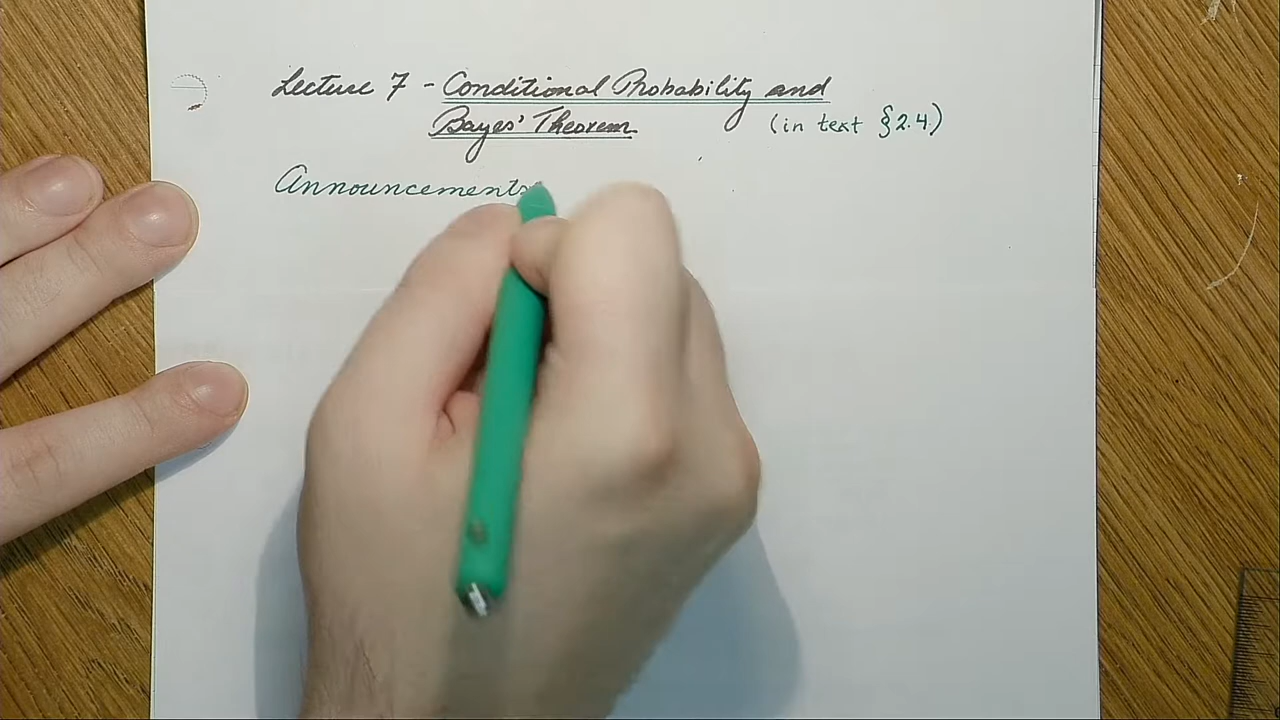 Lecture 7 - Conditional Probability and
Bayes' Theorem (in text §2.4)
Announcements